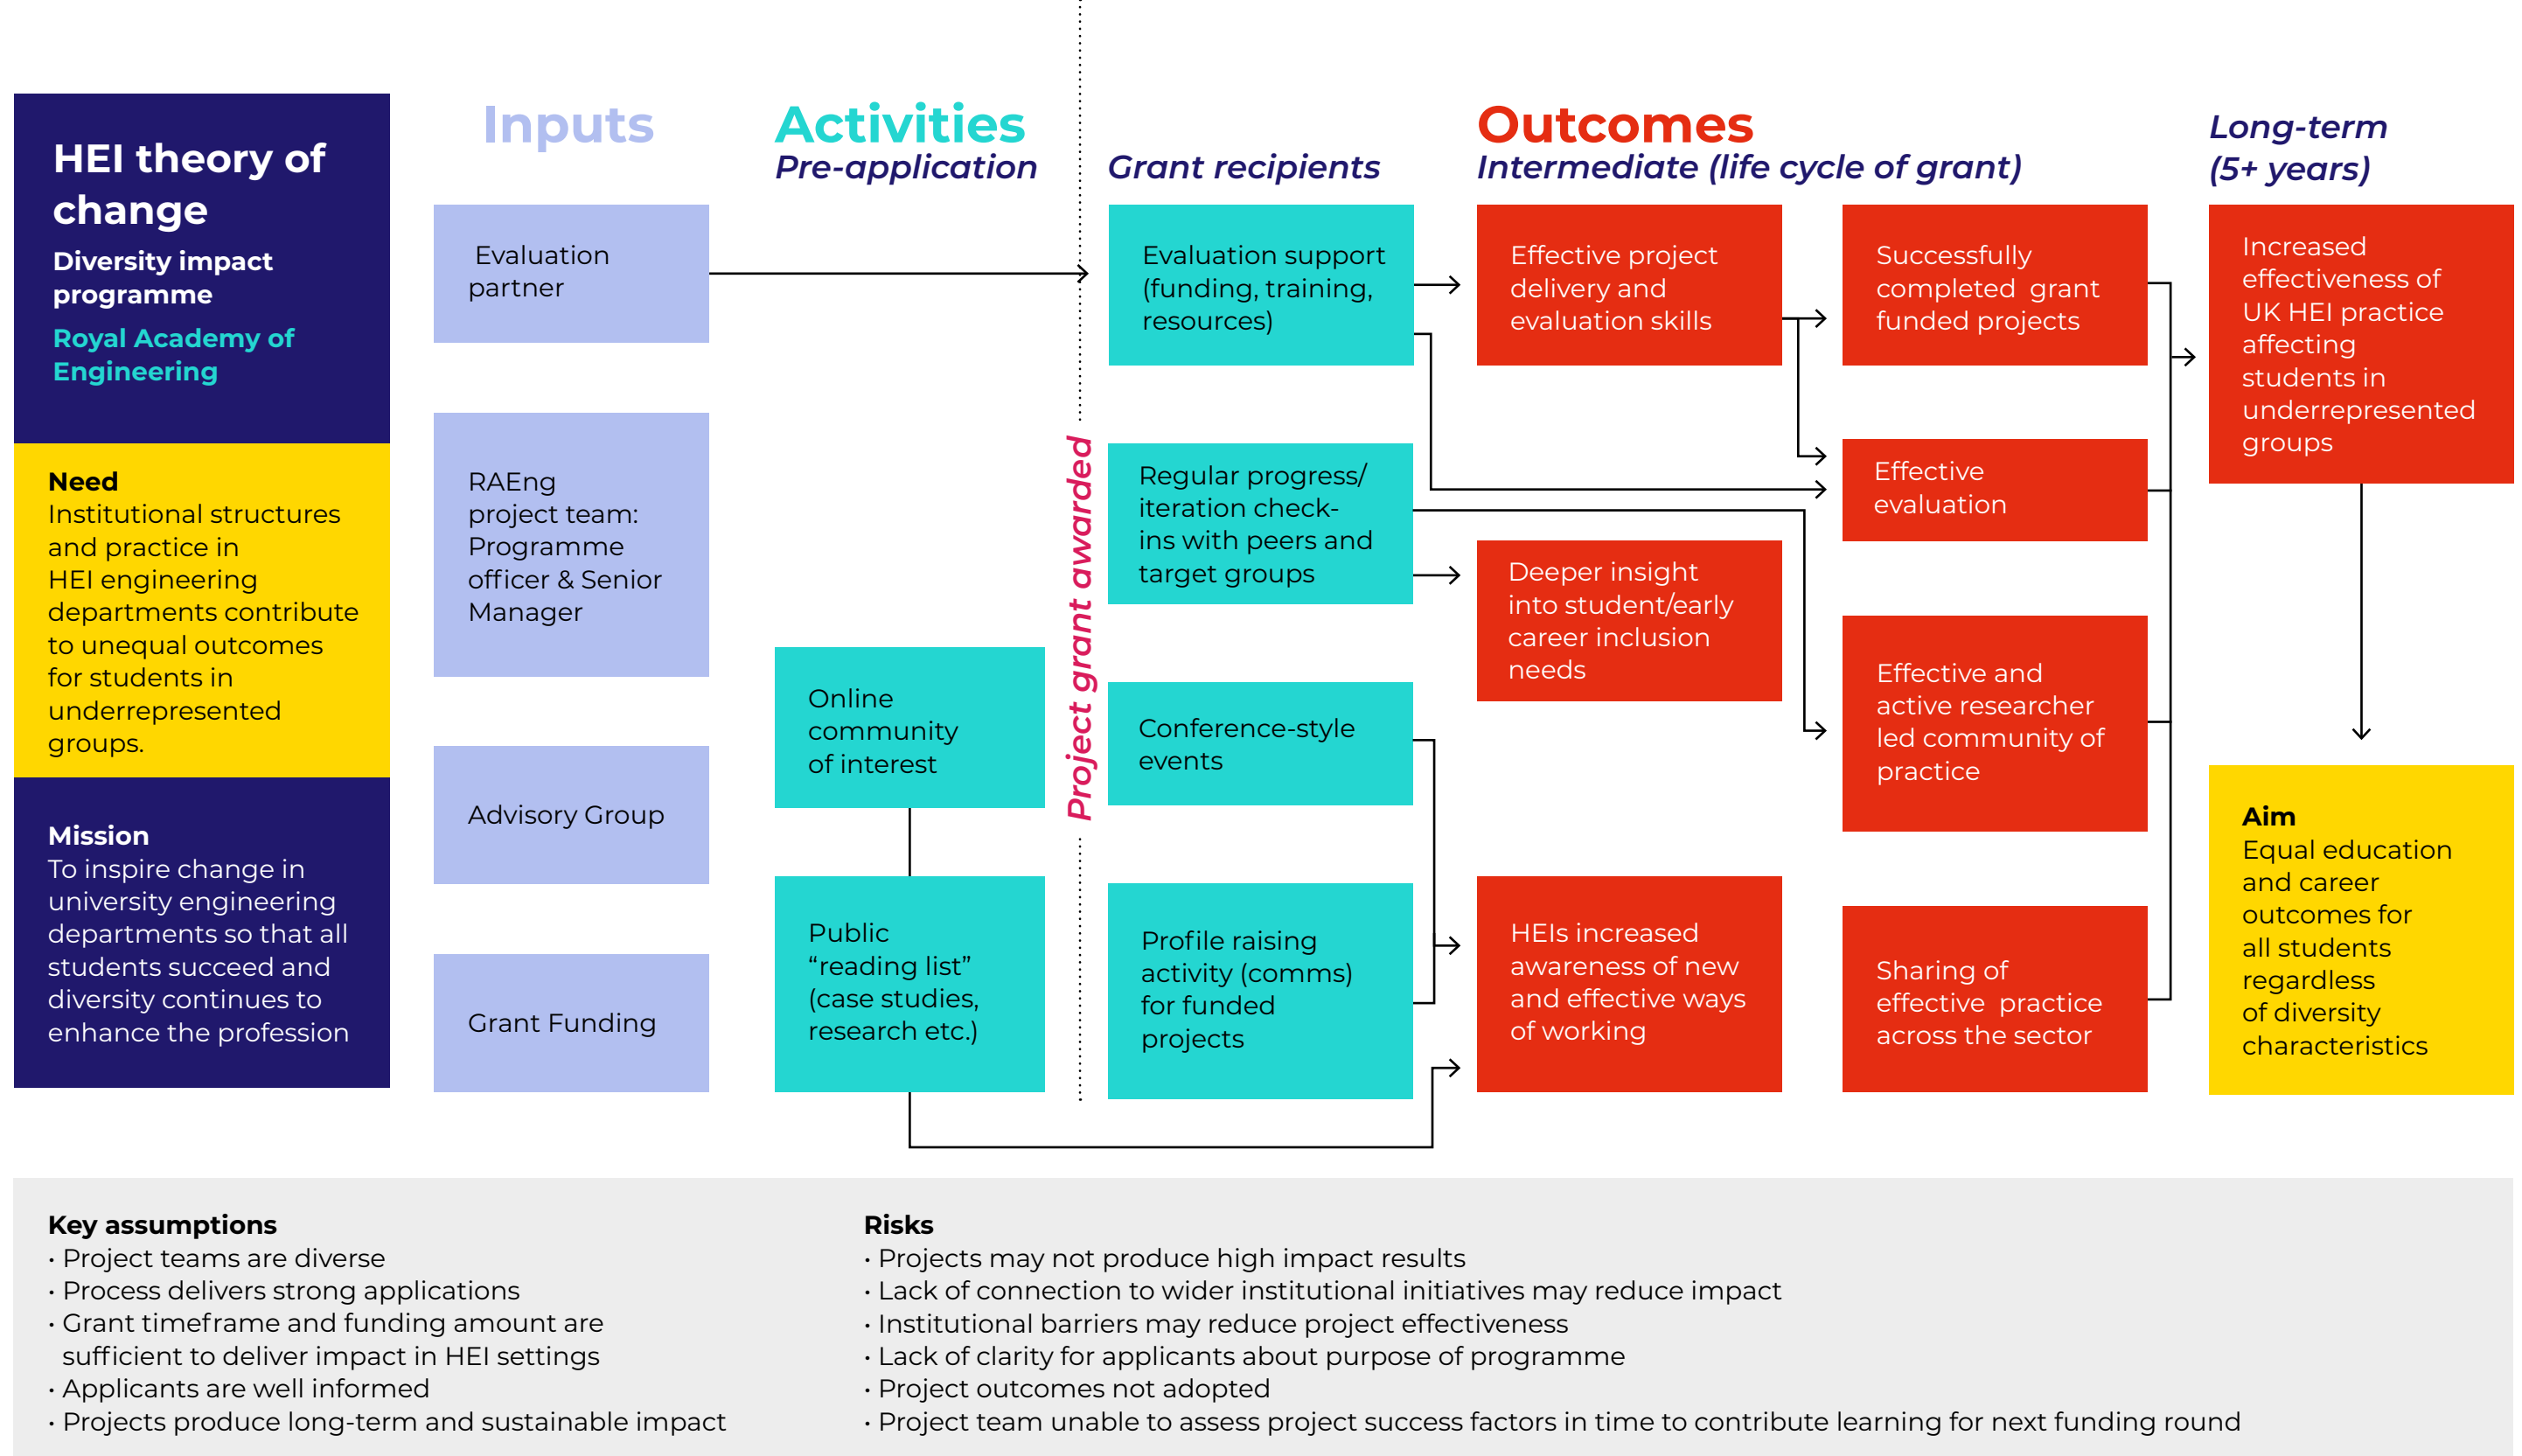 HEI theory of
change
Diversity impact
programme
Royal Academy of
Engineering
Need
Institutional structures
and practice in
HEI engineering
departments contribute
to unequal outcomes
for students in
underrepresented
groups.
Mission
To inspire change in
university engineering
departments so that all
students succeed and
diversity continues to
enhance the profession
Inputs
Evaluation
partner
RAEng
project team:
Programme
officer & Senior
Manager
Advisory Group
Grant Funding
Activities
Pre-application
Online
community
of interest
Public
“reading list”
(case studies,
research etc.)
Project grant awarded
Grant recipients
Evaluation support
(funding, training,
resources)
Regular progress/
iteration check-
ins with peers and
target groups
Conference-style
events
Profile raising
activity (comms)
for funded
projects
Outcomes
Intermediate (life cycle of grant)
Effective project
delivery and
evaluation skills
Deeper insight
into student/early
career inclusion
needs
HEIs increased
awareness of new
and effective ways
of working
Successfully
completed grant
funded projects
Effective
evaluation
Effective and
active researcher
led community of
practice
Sharing of
effective practice
across the sector
Long-term
(5+ years)
Increased
effectiveness of
UK HEI practice
affecting
students in
underrepresented
groups
Aim
Equal education
and career
outcomes for
all students
regardless
of diversity
characteristics
Key assumptions
• Project teams are diverse
• Process delivers strong applications
• Grant timeframe and funding amount are
sufficient to deliver impact in HEI settings
• Applicants are well informed
• Projects produce long-term and sustainable impact
Risks
• Projects may not produce high impact results
• Lack of connection to wider institutional initiatives may reduce impact
• Institutional barriers may reduce project effectiveness
• Lack of clarity for applicants about purpose of programme
• Project outcomes not adopted
• Project team unable to assess project success factors in time to contribute learning for next funding round